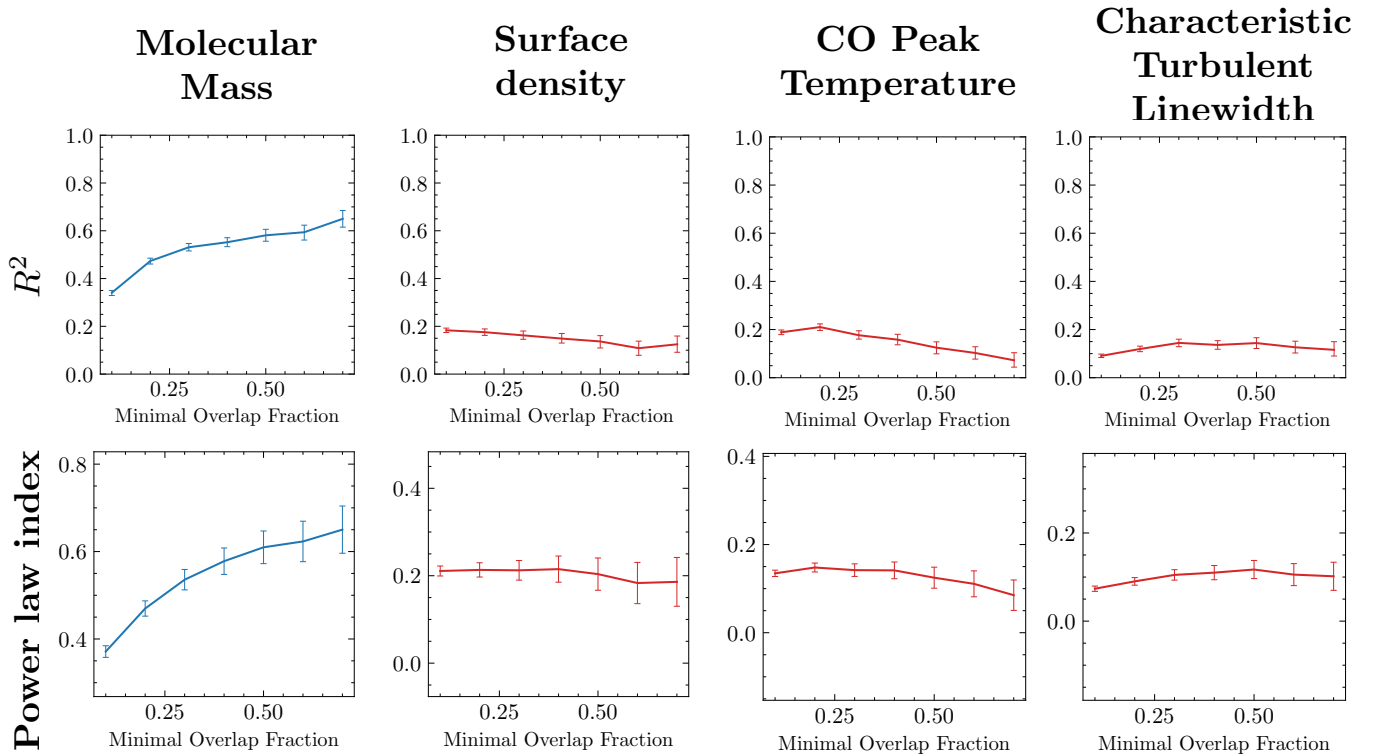 Molecular
Mass
Surface
density
CO Peak
Temperature
Characteristic
Turbulent
Linewidth
R²
1.0
0.8
0.6
0.4
0.2
0.0
0.25 0.50
Minimal Overlap Fraction
1.0
0.8
0.6
0.4
0.2
0.0
0.25 0.50
Minimal Overlap Fraction
1.0
0.8
0.6
0.4
0.2
0.0
0.25 0.50
Minimal Overlap Fraction
1.0
0.8
0.6
0.4
0.2
0.0
0.25 0.50
Minimal Overlap Fraction
Power law index
0.8
0.6
0.4
0.25 0.50
Minimal Overlap Fraction
0.4
0.2
0.0
0.25 0.50
Minimal Overlap Fraction
0.4
0.2
0.0
0.25 0.50
Minimal Overlap Fraction
0.2
0.0
0.25 0.50
Minimal Overlap Fraction